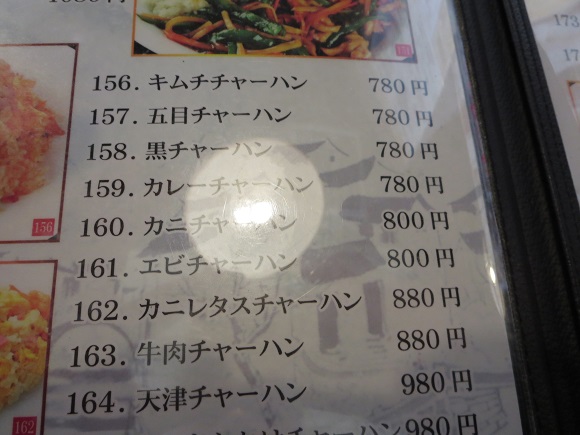 156. キムチチャーハン 780円
157. 五目チャーハン 780円
158. 黒チャーハン 780円
159. カレーチャーハン 780円
160. カニチャーハン 800円
161. エビチャーハン 800円
162. カニレタスチャーハン 880円
163. 牛肉チャーハン 880円
164. 天津チャーハン 980円
チャーハン 980円
156
162
173